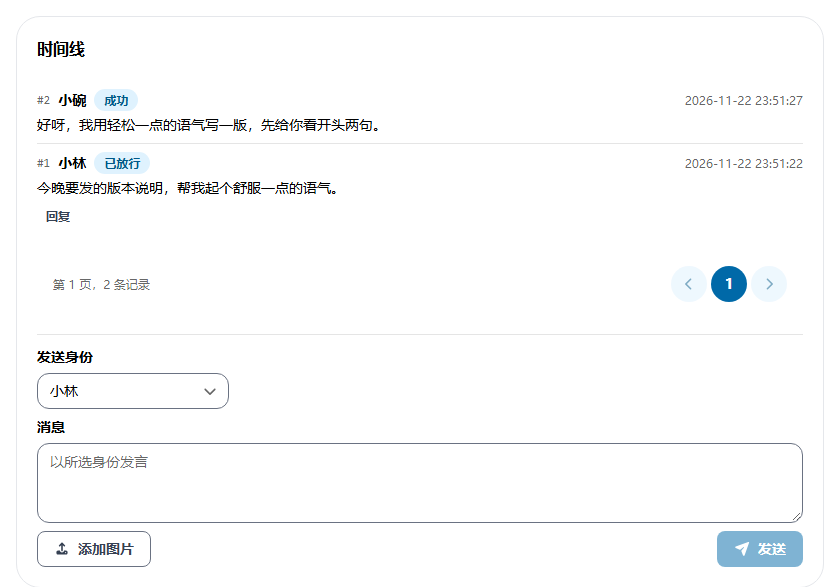 时间线
#2 小碗 成功 2026-11-22 23:51:27
好呀，我用轻松一点的语气写一版，先给你看开头两句。
#1 小林 已放行 2026-11-22 23:51:22
今晚要发的版本说明，帮我起个舒服一点的语气。
回复
第 1 页，2 条记录 1
发送身份
小林
消息
以所选身份发言
添加图片 发送